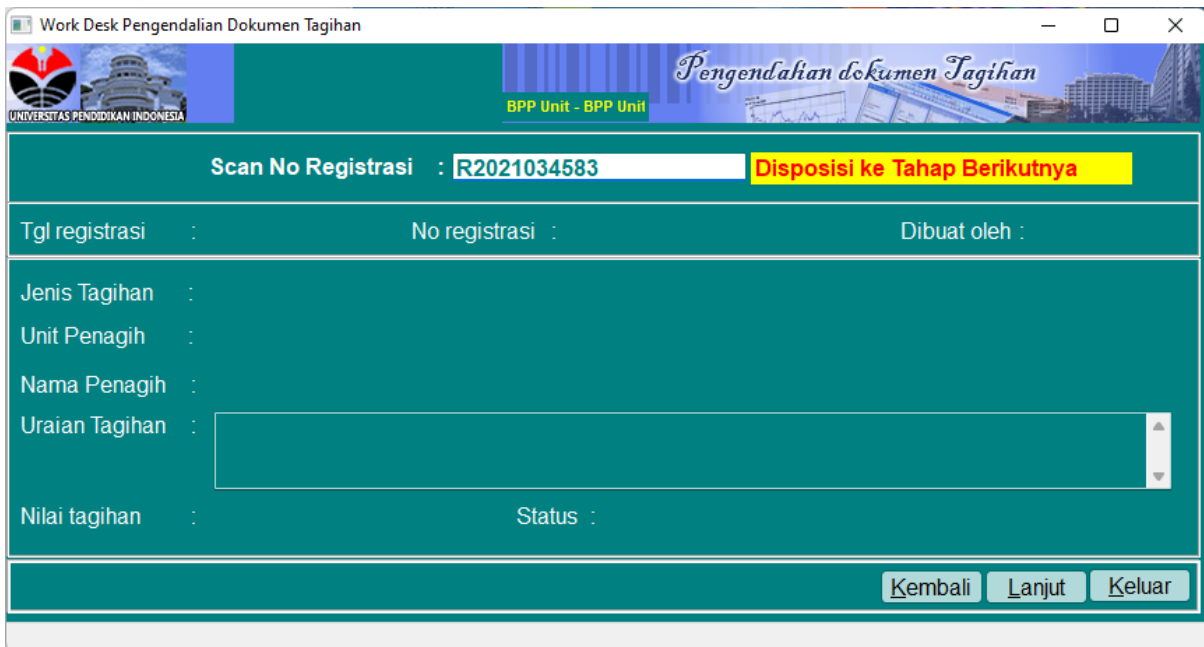 Work Desk Pengendalian Dokumen Tagihan
Pengendalian dokumen Tagihan
UNIVERSITAS PENDIDIKAN INDONESIA
BPP Unit - BPP Unit
Scan No Registrasi : R2021034583 Disposisi ke Tahap Berikutnya
Tgl registrasi : No registrasi : Dibuat oleh :
Jenis Tagihan :
Unit Penagih :
Nama Penagih :
Uraian Tagihan :
Nilai tagihan : Status :
Kembali Lanjut Keluar